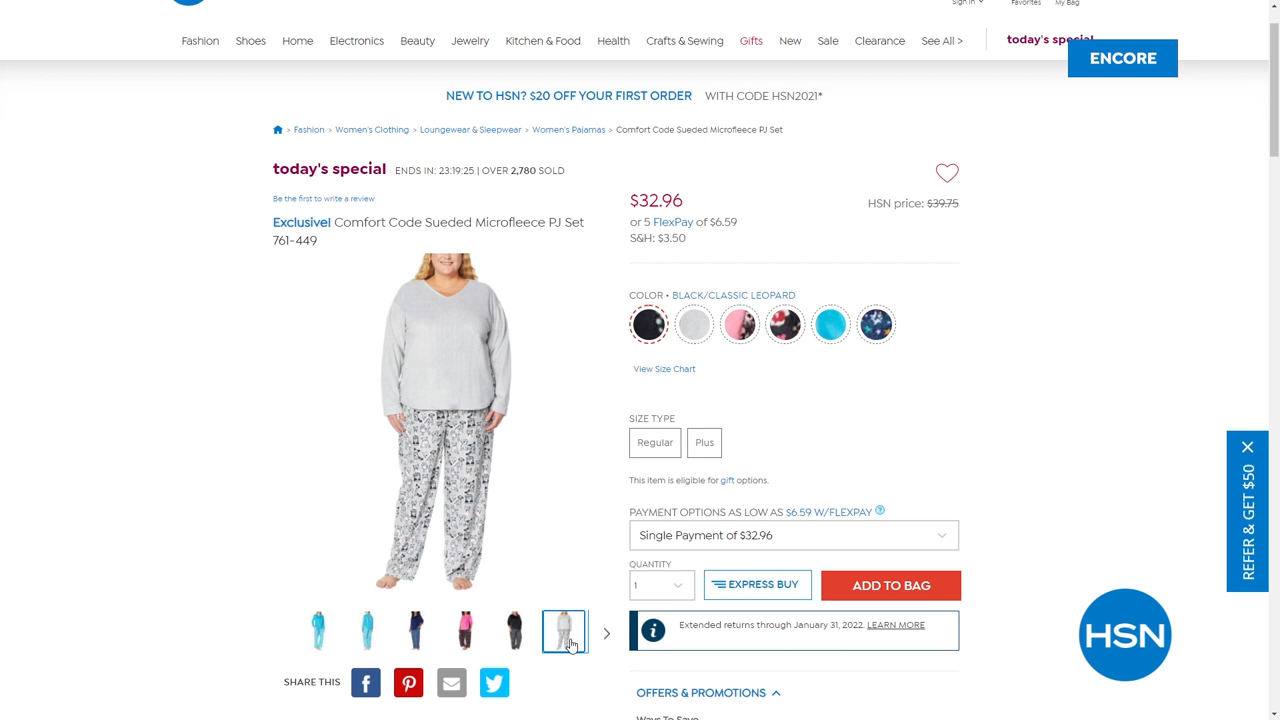 Sign In
Favorites
My Bag
Fashion Shoes Home Electronics Beauty Jewelry Kitchen & Food Health Crafts & Sewing Gifts New Sale Clearance See All >
today's special
ENCORE
NEW TO HSN? $20 OFF YOUR FIRST ORDER WITH CODE HSN2021*
> Fashion > Women's Clothing > Loungewear & Sleepwear > Women's Pajamas > Comfort Code Sueded Microfleece PJ Set
today's special ENDS IN: 23:19:25 | OVER 2,780 SOLD
Be the first to write a review
Exclusive! Comfort Code Sueded Microfleece PJ Set
761-449
$32.96
HSN price: $39.75
or 5 FlexPay of $6.59
S&H: $3.50
COLOR • BLACK/CLASSIC LEOPARD
View Size Chart
SIZE TYPE
Regular Plus
This item is eligible for gift options.
PAYMENT OPTIONS AS LOW AS $6.59 W/FLEXPAY ?
Single Payment of $32.96
QUANTITY
1
EXPRESS BUY
ADD TO BAG
Extended returns through January 31, 2022. LEARN MORE
OFFERS & PROMOTIONS
Ways To Save
SHARE THIS
REFER & GET $50
HSN